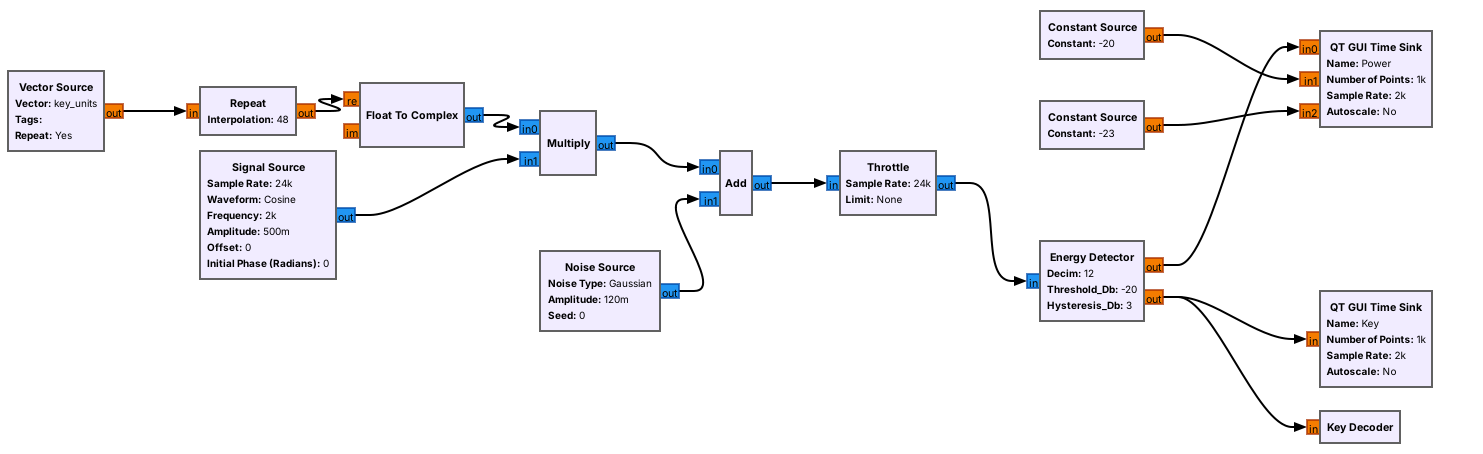 Vector Source
Vector: key_units
Tags:
Repeat: Yes
out
in
Repeat
Interpolation: 48
out
re
im
Float To Complex
out
Signal Source
Sample Rate: 24k
Waveform: Cosine
Frequency: 2k
Amplitude: 500m
Offset: 0
Initial Phase (Radians): 0
out
in0
in1
Multiply
out
Noise Source
Noise Type: Gaussian
Amplitude: 120m
Seed: 0
out
in0
in1
Add
out
in
Throttle
Sample Rate: 24k
Limit: None
out
Constant Source
Constant: -20
out
Constant Source
Constant: -23
out
in
Energy Detector
Decim: 12
Threshold_Db: -20
Hysteresis_Db: 3
out
out
in0
in1
in2
QT GUI Time Sink
Name: Power
Number of Points: 1k
Sample Rate: 2k
Autoscale: No
in
QT GUI Time Sink
Name: Key
Number of Points: 1k
Sample Rate: 2k
Autoscale: No
in
Key Decoder